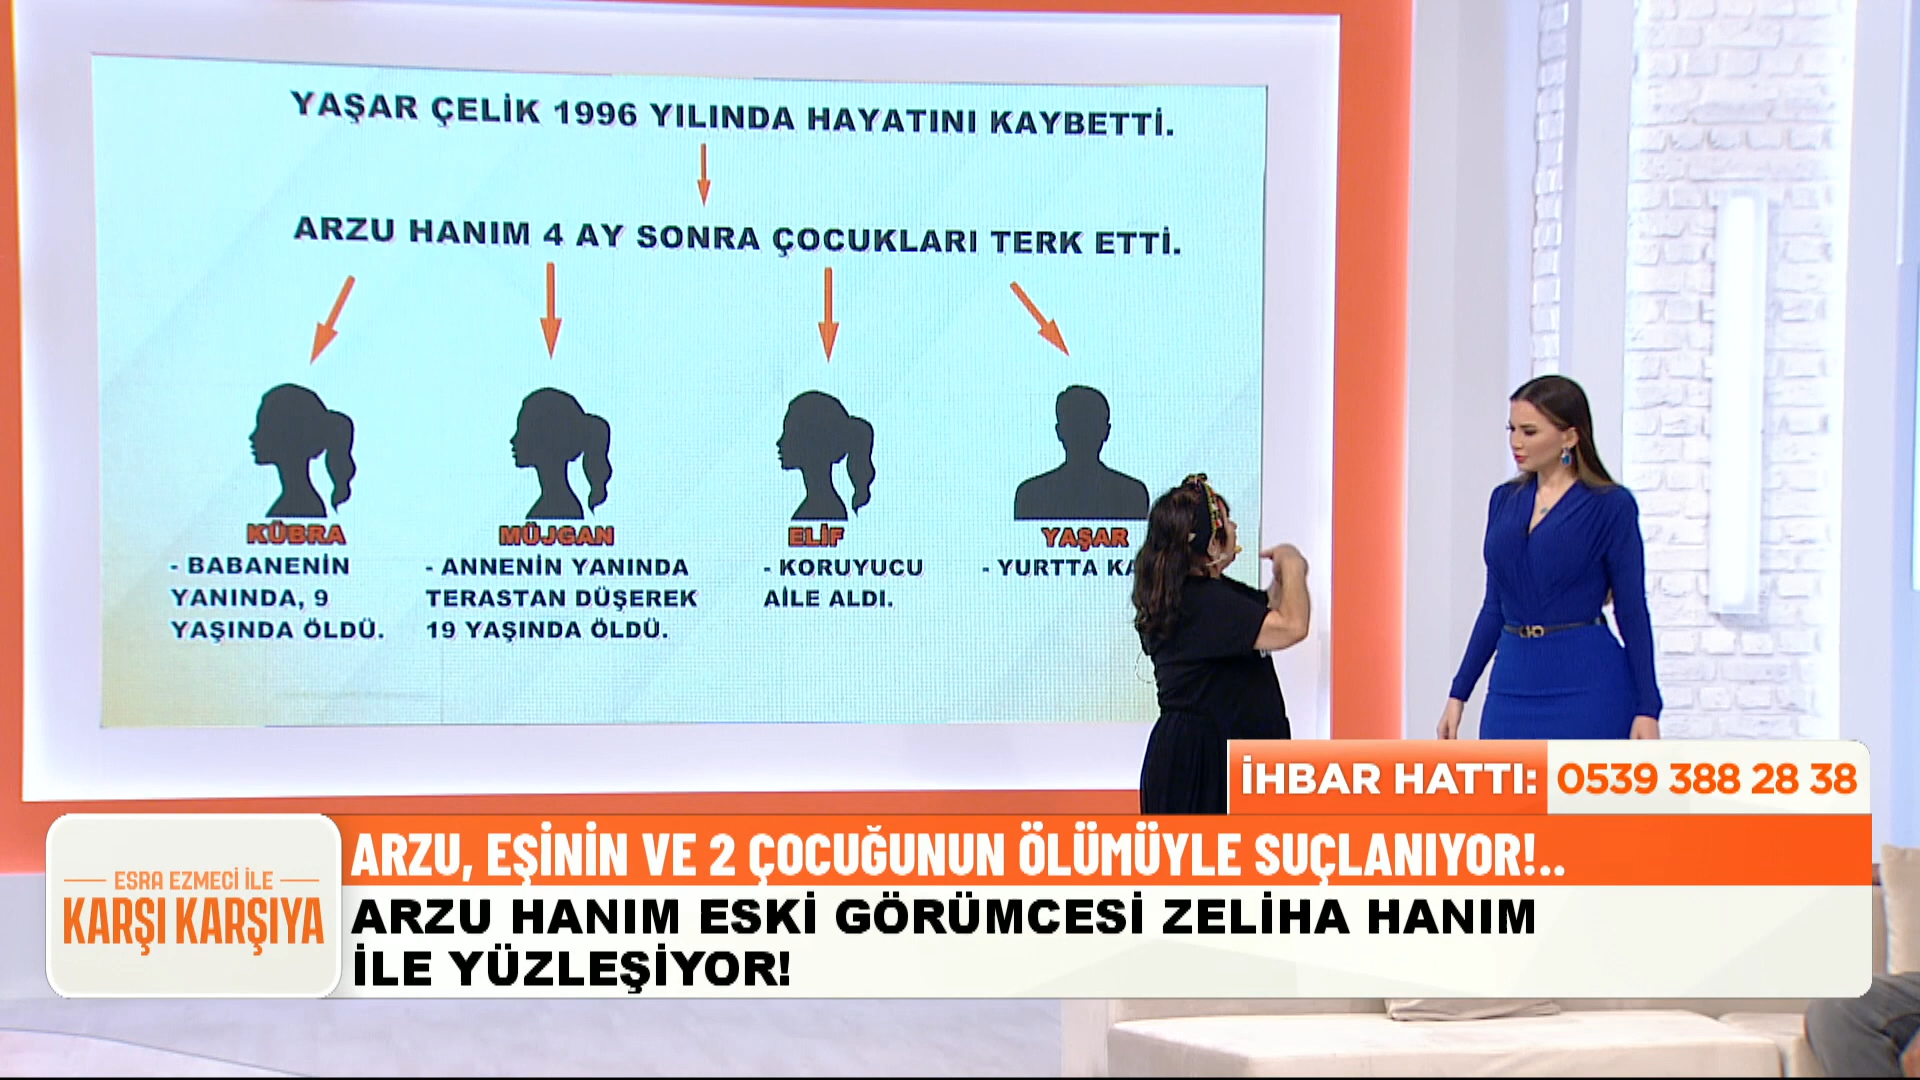 YAŞAR ÇELİK 1996 YILINDA HAYATINI KAYBETTİ.
ARZU HANIM 4 AY SONRA ÇOCUKLARI TERK ETTİ.
KÜBRA
- BABANENİN
YANINDA, 9
YAŞINDA ÖLDÜ.
MÜJGAN
- ANNENİN YANINDA
TERASTAN DÜŞEREK
19 YAŞINDA ÖLDÜ.
ELİF
- KORUYUCU
AİLE ALDI.
YAŞAR
- YURTTA
İHBAR HATTI: 0539 388 28 38
ARZU, EŞİNİN VE 2 ÇOCUĞUNUN ÖLÜMÜYLE SUÇLANIYOR!..
ESRA EZMECİ İLE
KARŞI KARŞIYA
ARZU HANIM ESKİ GÖRÜMCESİ ZELİHA HANIM
İLE YÜZLEŞİYOR!